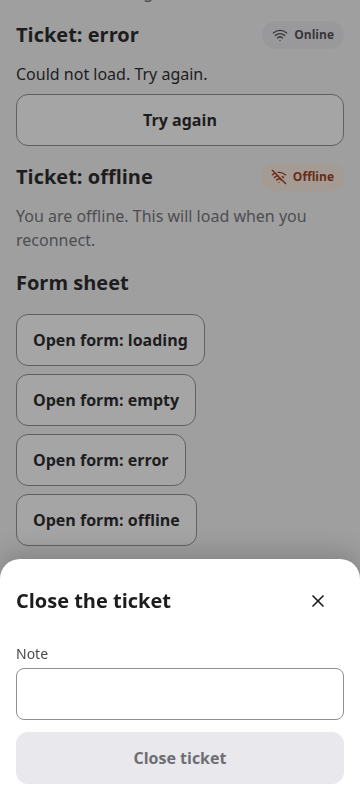 Ticket: error
Online
Could not load. Try again.
Try again
Ticket: offline
Offline
You are offline. This will load when you
reconnect.
Form sheet
Open form: loading
Open form: empty
Open form: error
Open form: offline
Close the ticket
Note
Close ticket